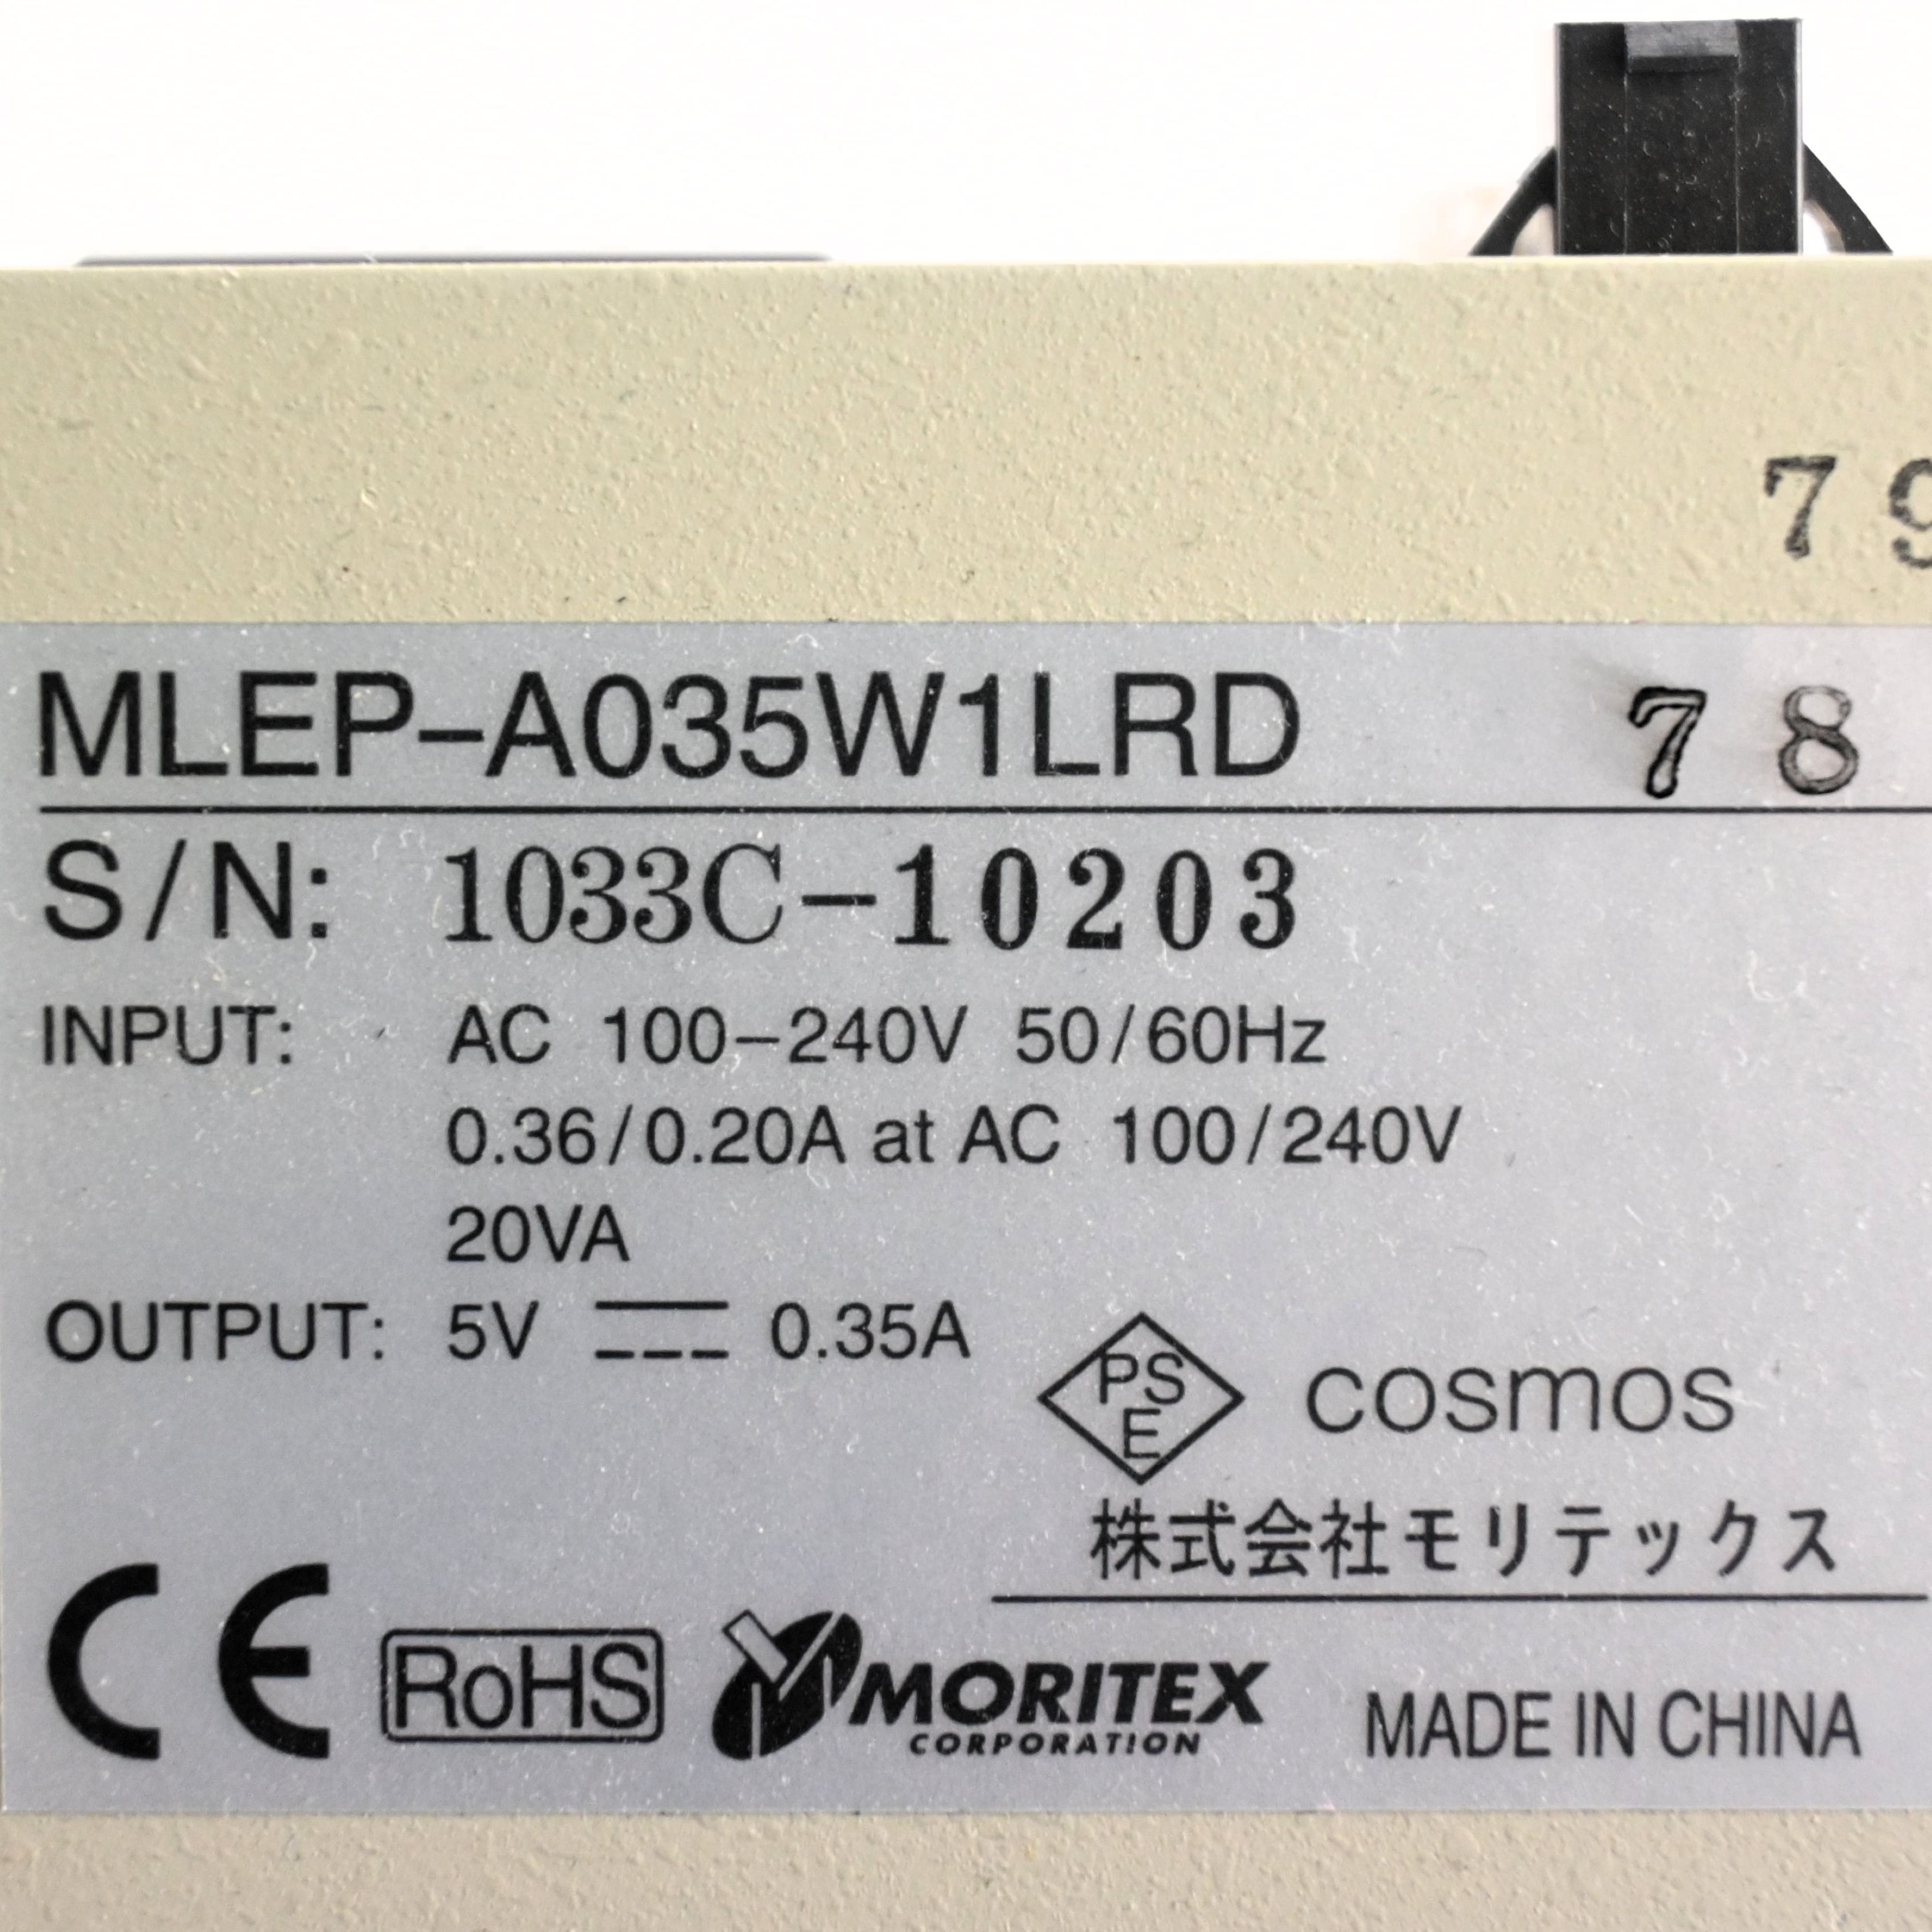 79
MLEP-A035W1LRD 78
S/N: 1033C-10203
INPUT: AC 100-240V 50/60Hz
0.36/0.20A at AC 100/240V
20VA
OUTPUT: 5V ⎓ 0.35A
PS
E
cosmos
株式会社モリテックス
CE RoHS MORITEX
CORPORATION
MADE IN CHINA